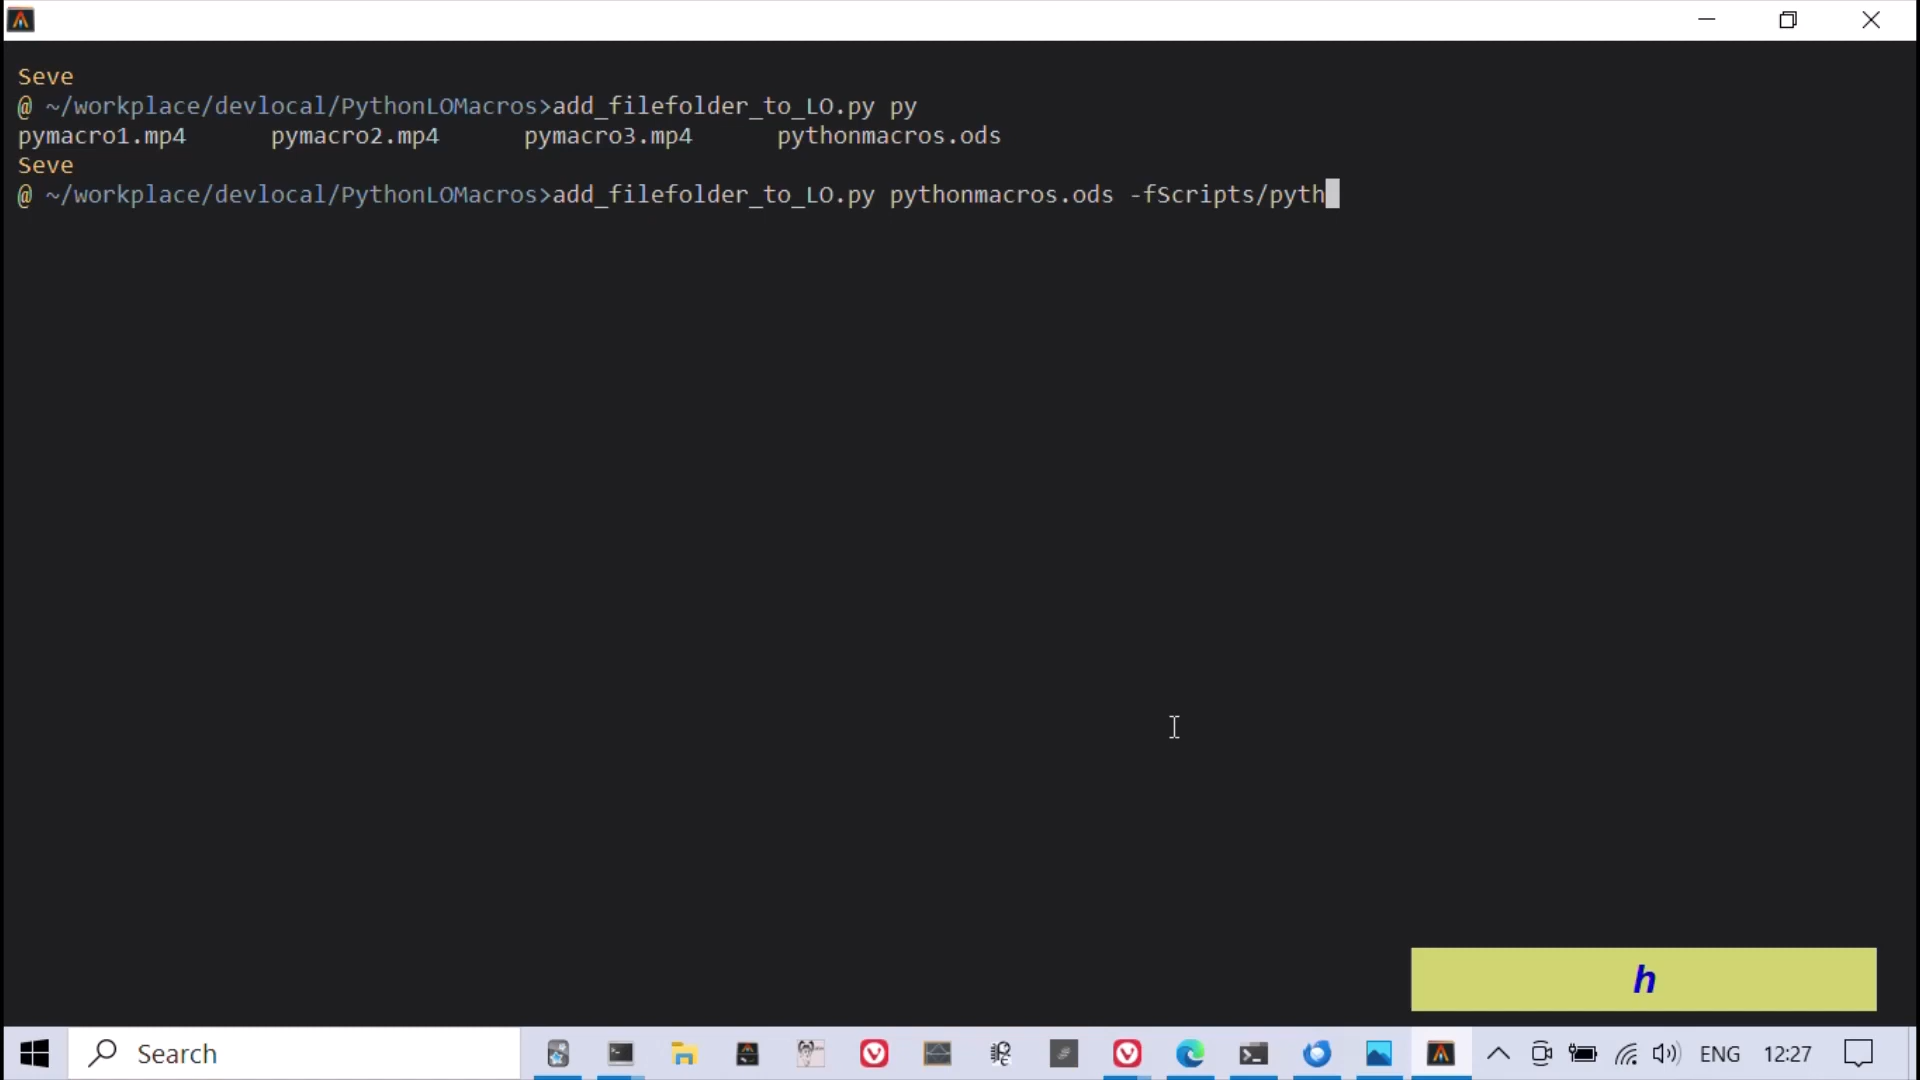 Seve
@ ~/workplace/devlocal/PythonLOMacros>add_filefolder_to_LO.py py
pymacro1.mp4 pymacro2.mp4 pymacro3.mp4 pythonmacros.ods
Seve
@ ~/workplace/devlocal/PythonLOMacros>add_filefolder_to_LO.py pythonmacros.ods -fScripts/pyth
h
Search
ENG 12:27